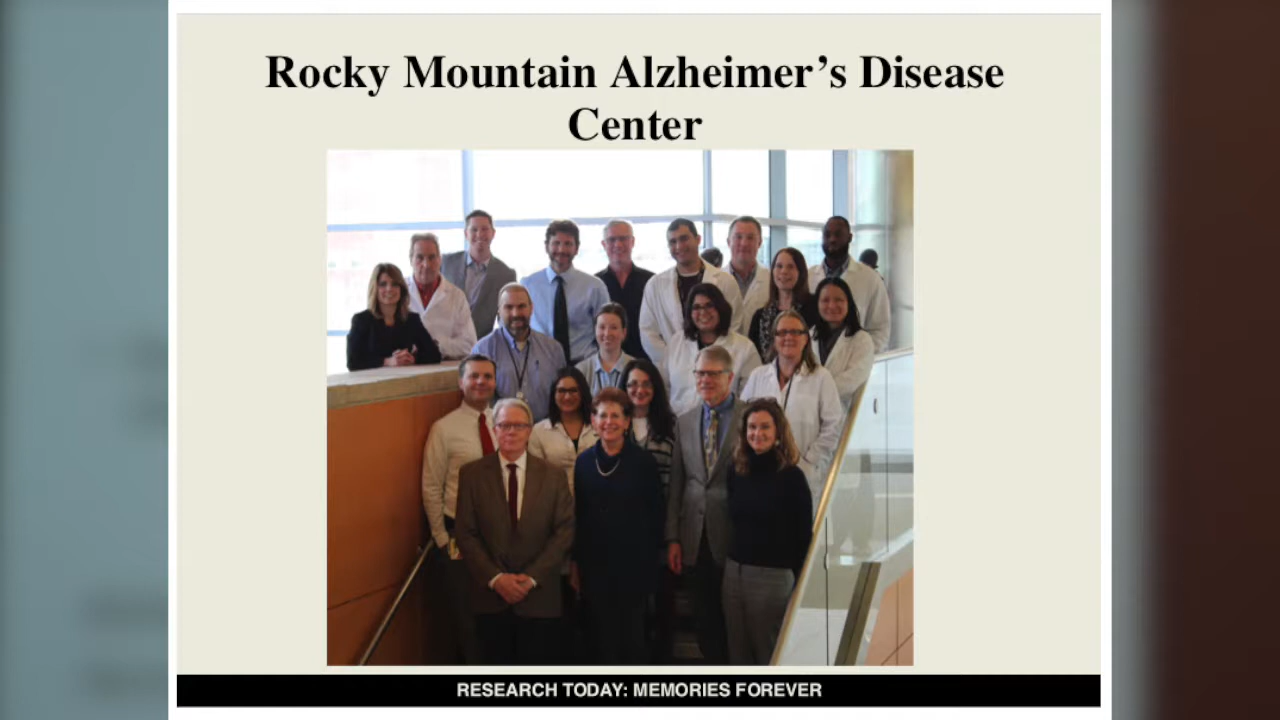 Rocky Mountain Alzheimer’s Disease
Center
RESEARCH TODAY: MEMORIES FOREVER